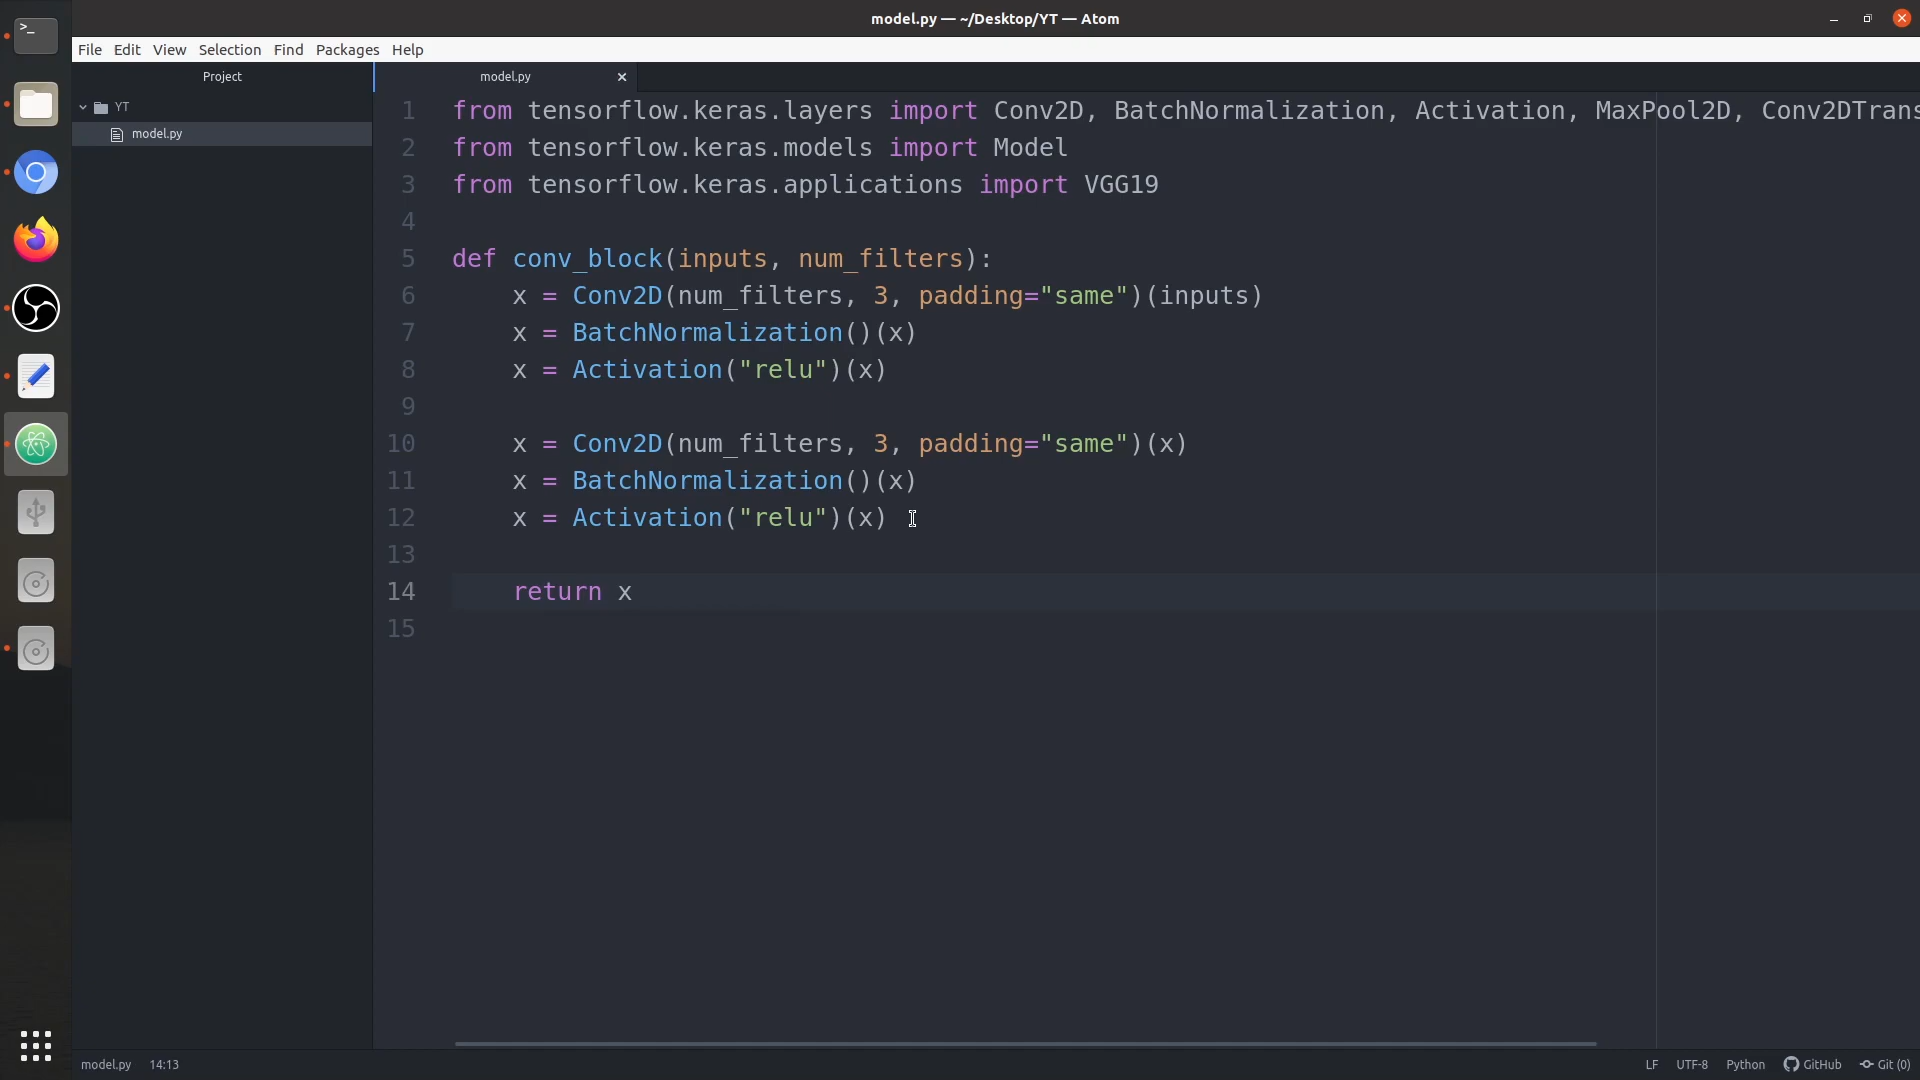 model.py — ~/Desktop/YT — Atom
File Edit View Selection Find Packages Help
Project
model.py
YT
model.py
1 from tensorflow.keras.layers import Conv2D, BatchNormalization, Activation, MaxPool2D, Conv2DTrans
2 from tensorflow.keras.models import Model
3 from tensorflow.keras.applications import VGG19
4
5 def conv_block(inputs, num_filters):
6     x = Conv2D(num_filters, 3, padding="same")(inputs)
7     x = BatchNormalization()(x)
8     x = Activation("relu")(x)
9
10     x = Conv2D(num_filters, 3, padding="same")(x)
11     x = BatchNormalization()(x)
12     x = Activation("relu")(x)
13
14     return x
15
model.py 14:13 LF UTF-8 Python GitHub Git (0)